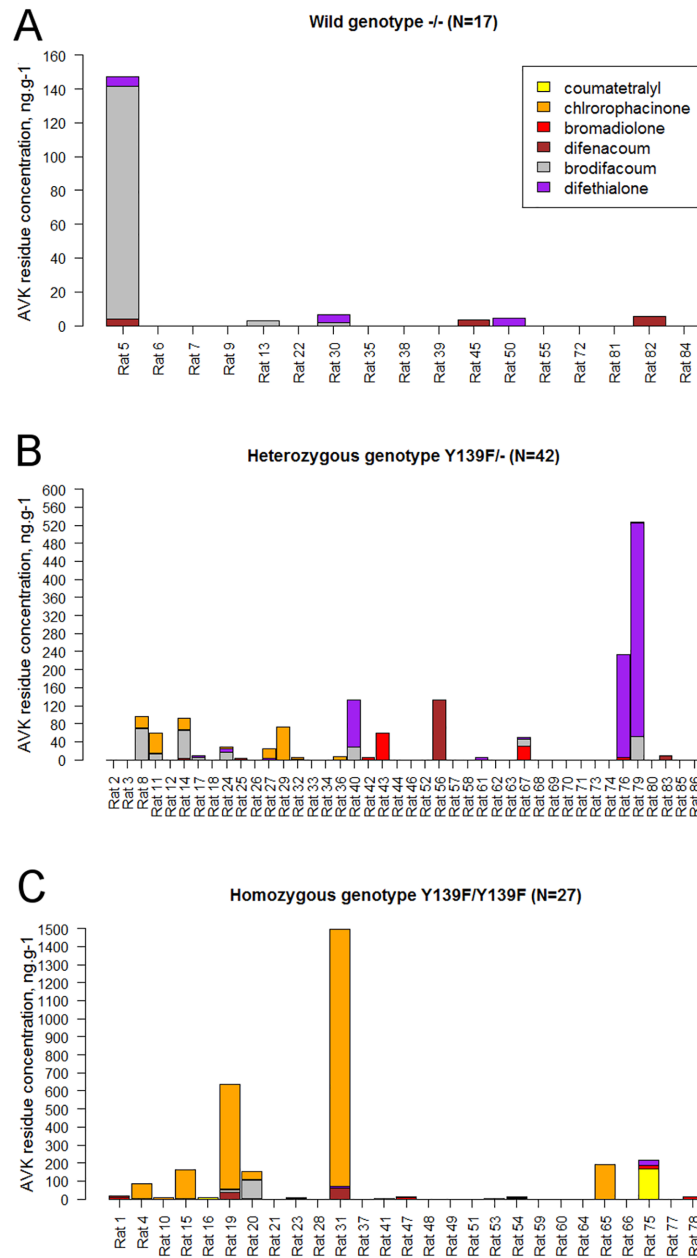 A
Wild genotype -/- (N=17)
AVK residue concentration, ng.g-1
160
140
120
100
80
60
40
20
0
coumatetralyl
chlrorophacinone
bromadiolone
difenacoum
brodifacoum
difethialone
Rat 5 Rat 6 Rat 7 Rat 9 Rat 13 Rat 22 Rat 30 Rat 35 Rat 38 Rat 39 Rat 45 Rat 50 Rat 55 Rat 72 Rat 81 Rat 82 Rat 84
B
Heterozygous genotype Y139F/- (N=42)
AVK residue concentration, ng.g-1
600
560
520
480
440
400
360
320
280
240
200
160
120
80
40
0
Rat 2 Rat 3 Rat 8 Rat 11 Rat 12 Rat 14 Rat 17 Rat 18 Rat 24 Rat 25 Rat 26 Rat 27 Rat 29 Rat 32 Rat 33 Rat 34 Rat 36 Rat 40 Rat 42 Rat 43 Rat 44 Rat 46 Rat 52 Rat 56 Rat 57 Rat 58 Rat 61 Rat 62 Rat 63 Rat 67 Rat 68 Rat 69 Rat 70 Rat 71 Rat 73 Rat 74 Rat 76 Rat 79 Rat 80 Rat 83 Rat 85 Rat 86
C
Homozygous genotype Y139F/Y139F (N=27)
AVK residue concentration, ng.g-1
1500
1400
1300
1200
1100
1000
900
800
700
600
500
400
300
200
100
0
Rat 1 Rat 4 Rat 10 Rat 15 Rat 16 Rat 19 Rat 20 Rat 21 Rat 23 Rat 28 Rat 31 Rat 37 Rat 41 Rat 47 Rat 48 Rat 49 Rat 51 Rat 53 Rat 54 Rat 59 Rat 60 Rat 64 Rat 65 Rat 66 Rat 75 Rat 77 Rat 78